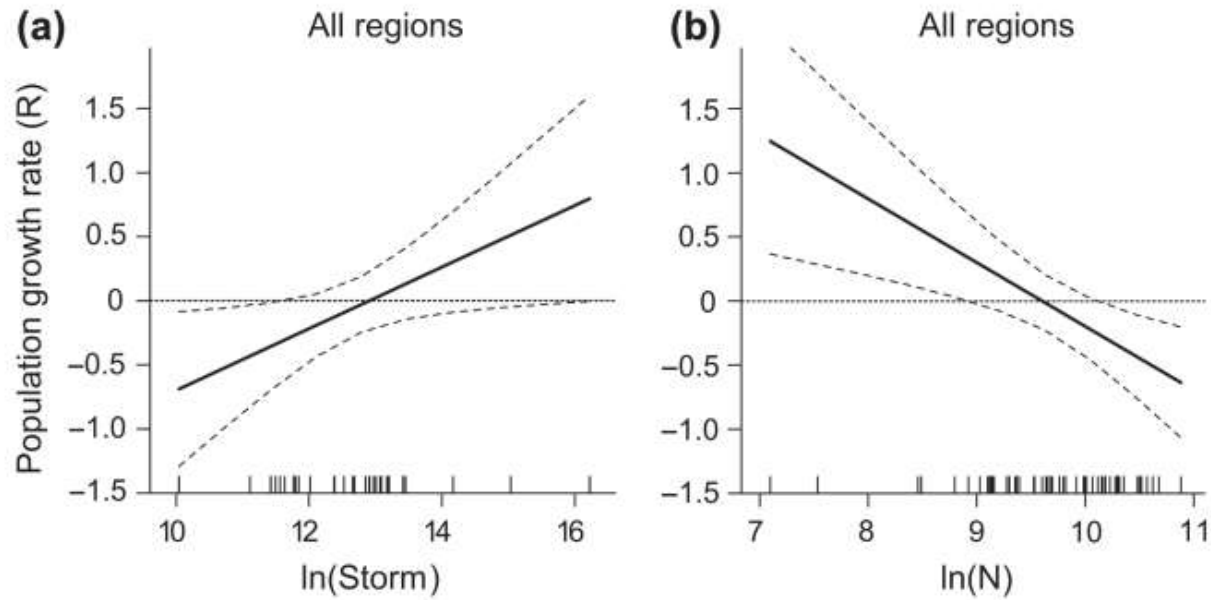 (a) All regions
(b) All regions
Population growth rate (R)
1.5
1.0
0.5
0
–0.5
–1.0
–1.5
10 12 14 16
ln(Storm)
1.5
1.0
0.5
0
–0.5
–1.0
–1.5
7 8 9 10 11
ln(N)